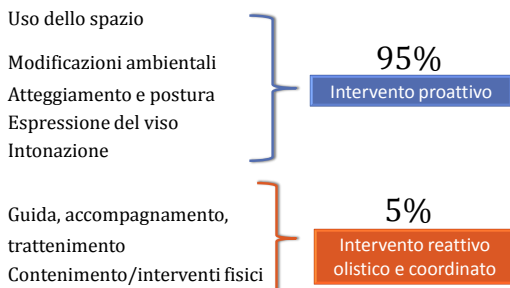 Uso dello spazio
Modificazioni ambientali
Atteggiamento e postura
Espressione del viso
Intonazione
95%
Intervento proattivo
Guida, accompagnamento,
trattenimento
Contenimento/interventi fisici
5%
Intervento reattivo
olistico e coordinato